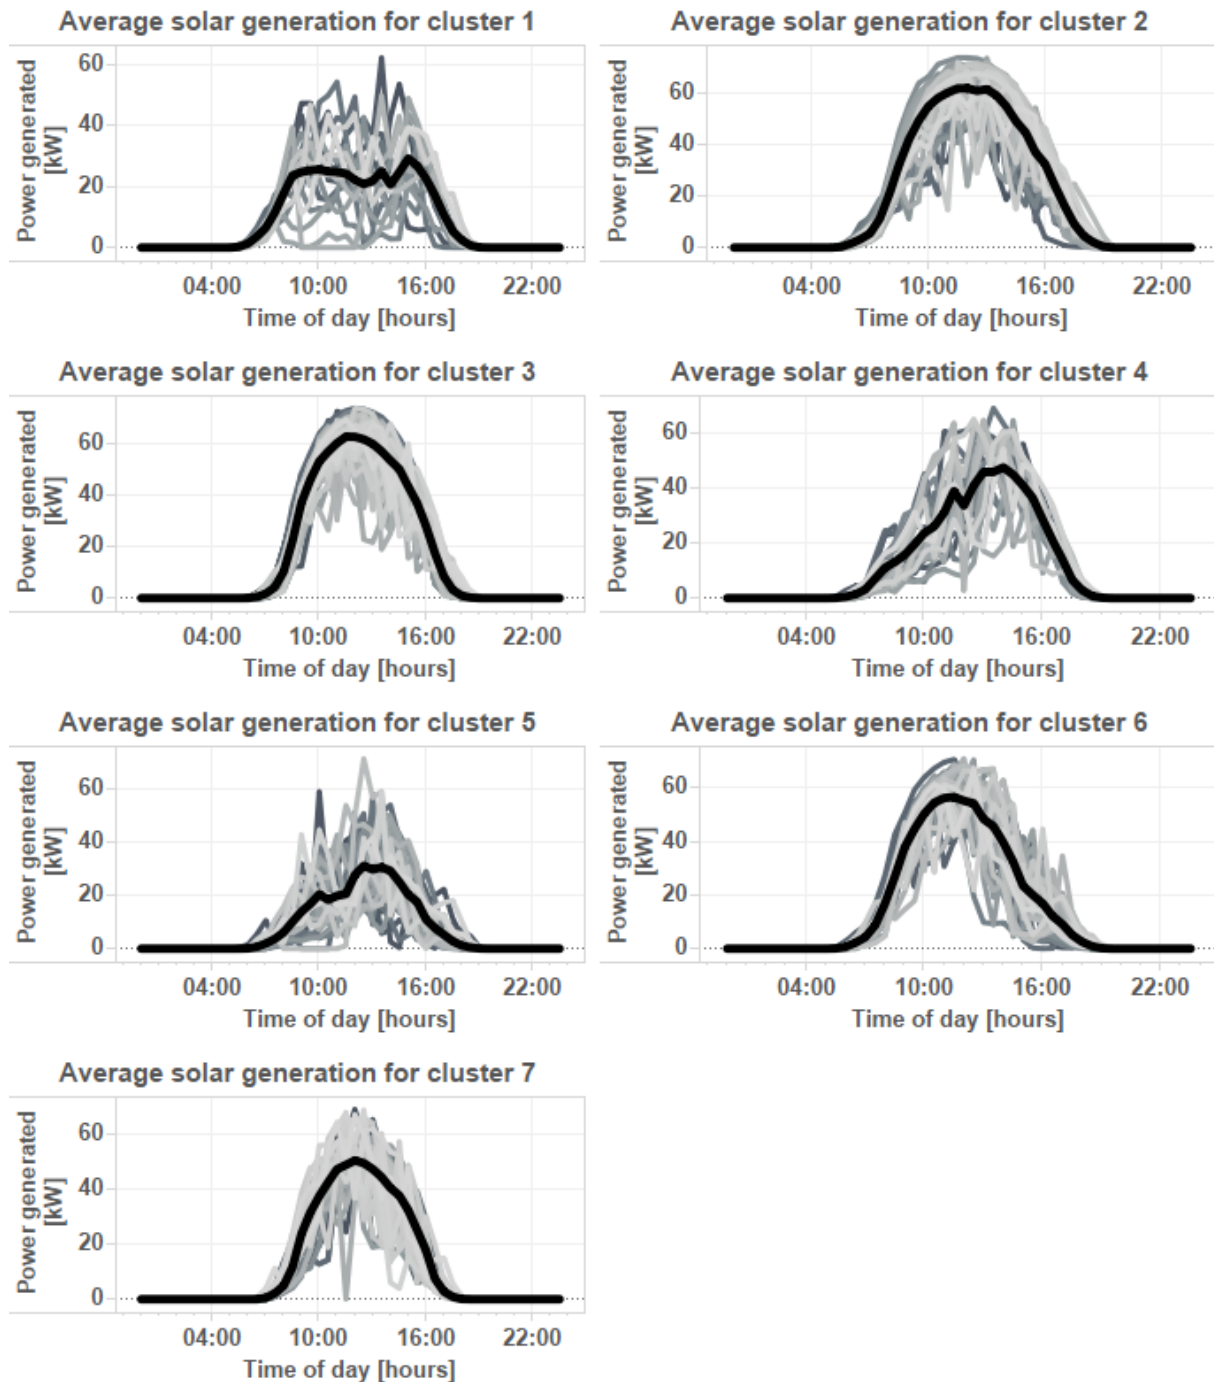 Average solar generation for cluster 1
Power generated
[kW]
60
40
20
0
04:00 10:00 16:00 22:00
Time of day [hours]
Average solar generation for cluster 2
Power generated
[kW]
60
40
20
0
04:00 10:00 16:00 22:00
Time of day [hours]
Average solar generation for cluster 3
Power generated
[kW]
60
40
20
0
04:00 10:00 16:00 22:00
Time of day [hours]
Average solar generation for cluster 4
Power generated
[kW]
60
40
20
0
04:00 10:00 16:00 22:00
Time of day [hours]
Average solar generation for cluster 5
Power generated
[kW]
60
40
20
0
04:00 10:00 16:00 22:00
Time of day [hours]
Average solar generation for cluster 6
Power generated
[kW]
60
40
20
0
04:00 10:00 16:00 22:00
Time of day [hours]
Average solar generation for cluster 7
Power generated
[kW]
60
40
20
0
04:00 10:00 16:00 22:00
Time of day [hours]